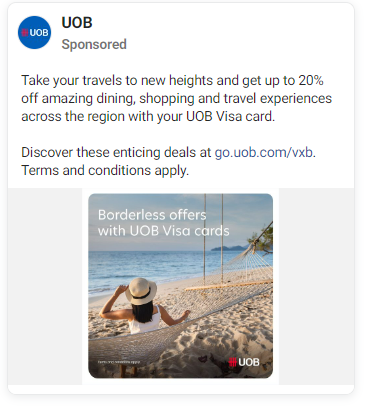 UOB
UOB
Sponsored
Take your travels to new heights and get up to 20%
off amazing dining, shopping and travel experiences
across the region with your UOB Visa card.
Discover these enticing deals at go.uob.com/vxb.
Terms and conditions apply.
Borderless offers
with UOB Visa cards
UOB